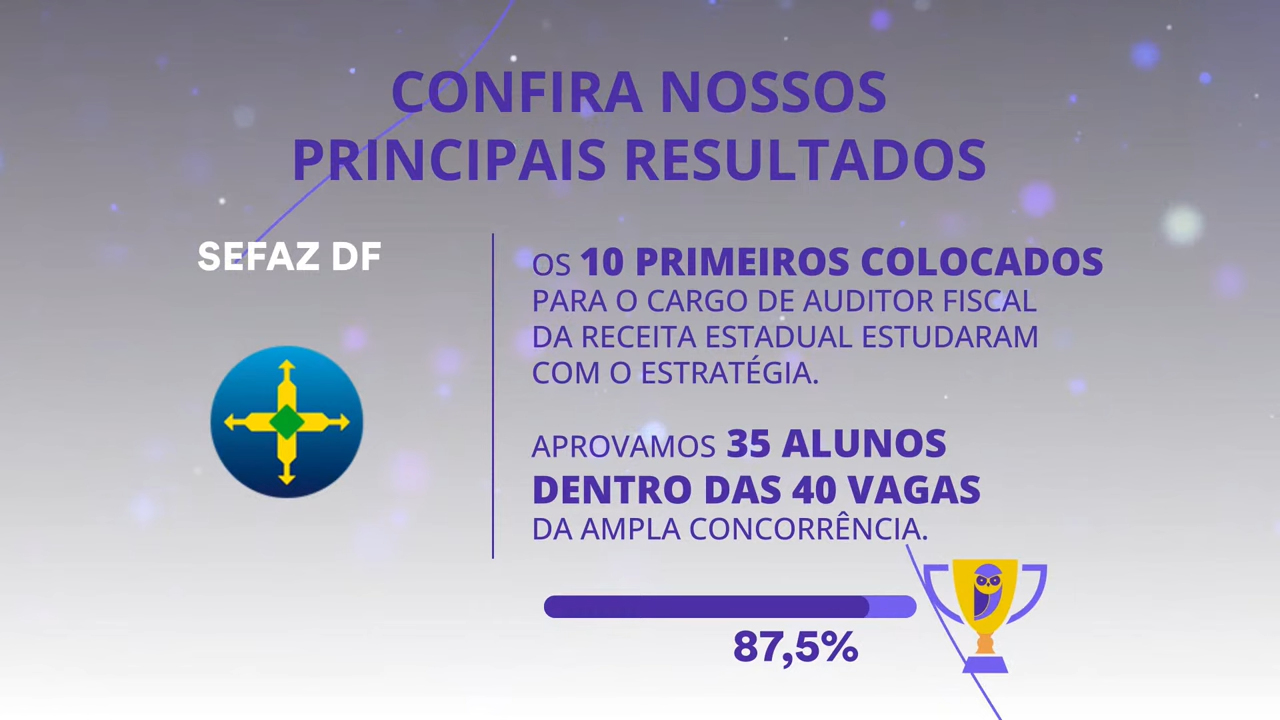 CONFIRA NOSSOS
PRINCIPAIS RESULTADOS
SEFAZ DF
OS 10 PRIMEIROS COLOCADOS
PARA O CARGO DE AUDITOR FISCAL
DA RECEITA ESTADUAL ESTUDARAM
COM O ESTRATÉGIA.
APROVAMOS 35 ALUNOS
DENTRO DAS 40 VAGAS
DA AMPLA CONCORRÊNCIA.
87,5%